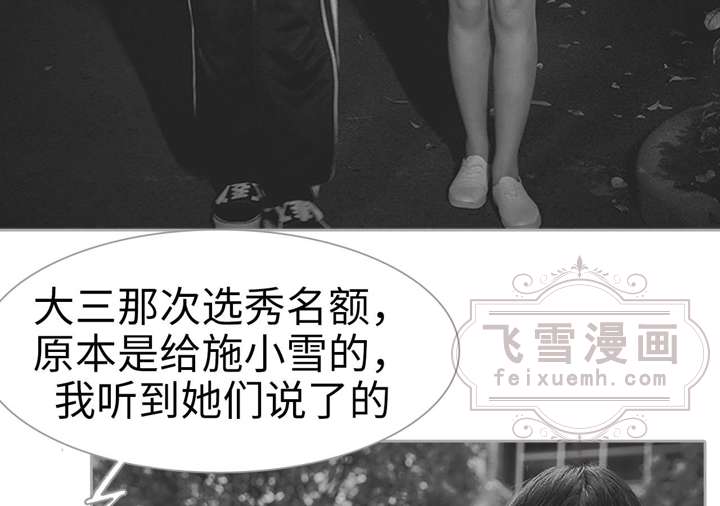 大三那次选秀名额，
原本是给施小雪的，
我听到她们说了的
飞雪漫画
feixuemh.com